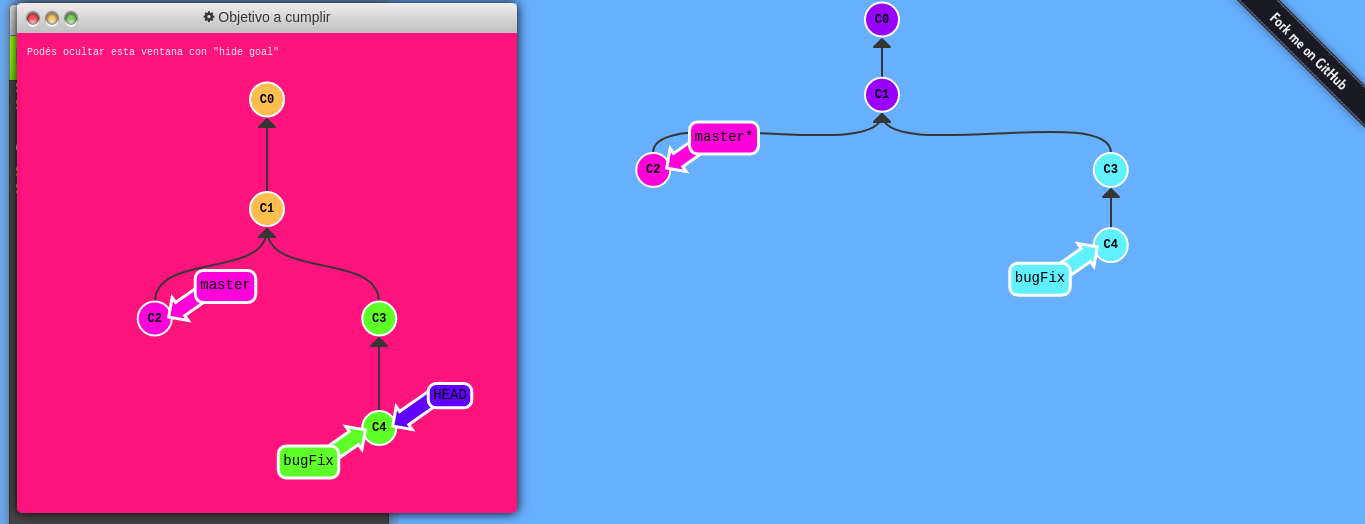 Objetivo a cumplir
Podés ocultar esta ventana con "hide goal"
C0
C1
master
C2
C3
HEAD
C4
bugFix
C0
C1
master*
C2
C3
C4
bugFix
Fork me on GitHub